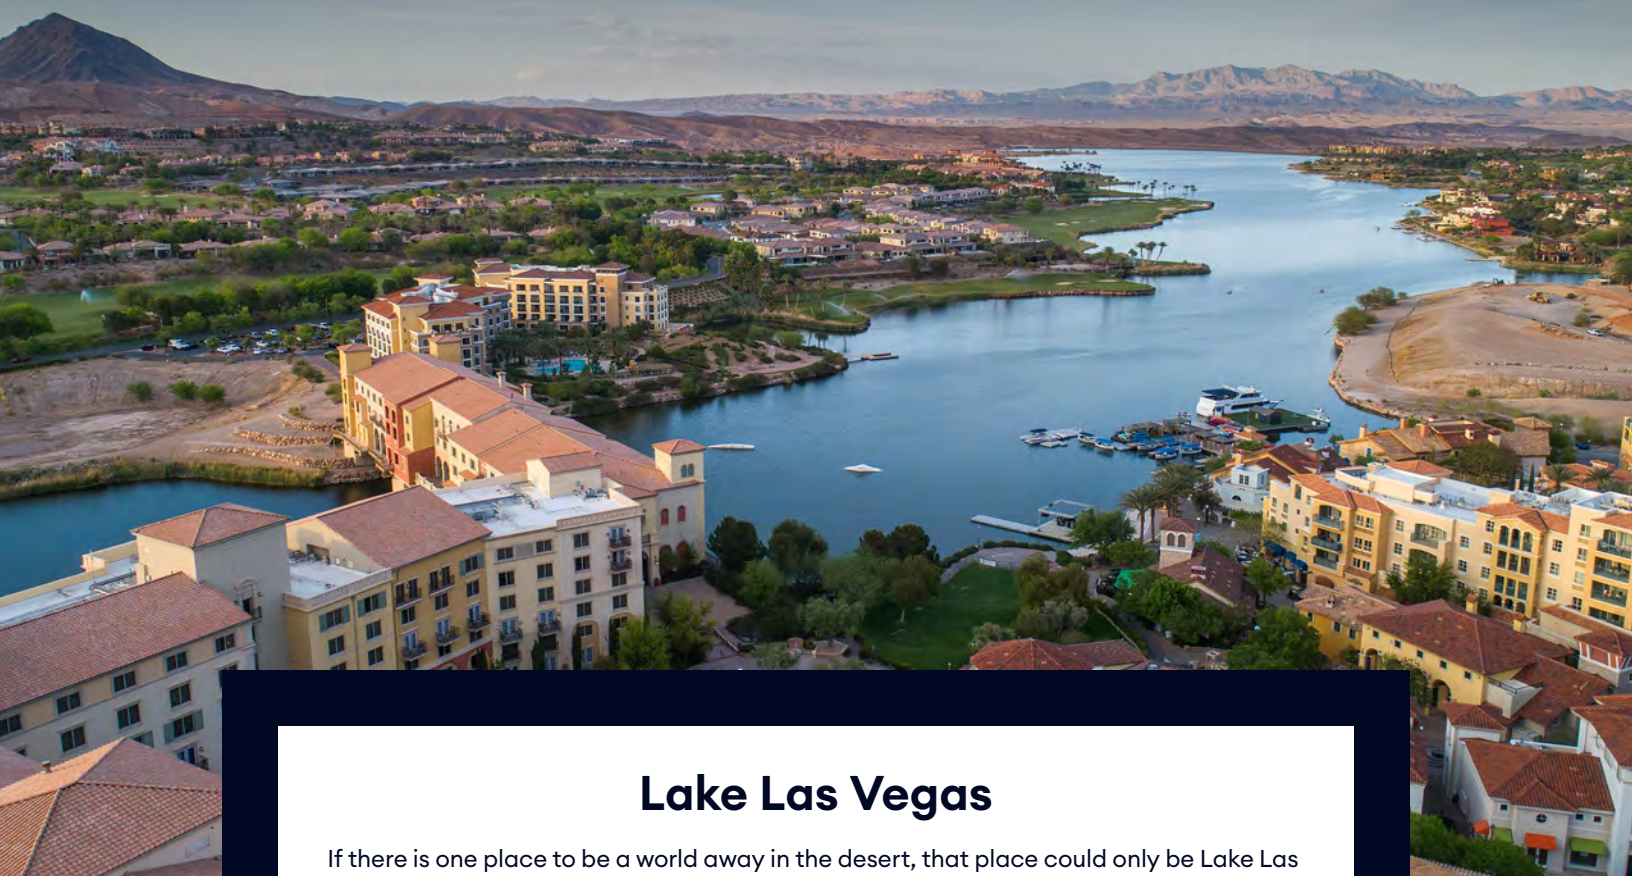 Lake Las Vegas
If there is one place to be a world away in the desert, that place could only be Lake Las